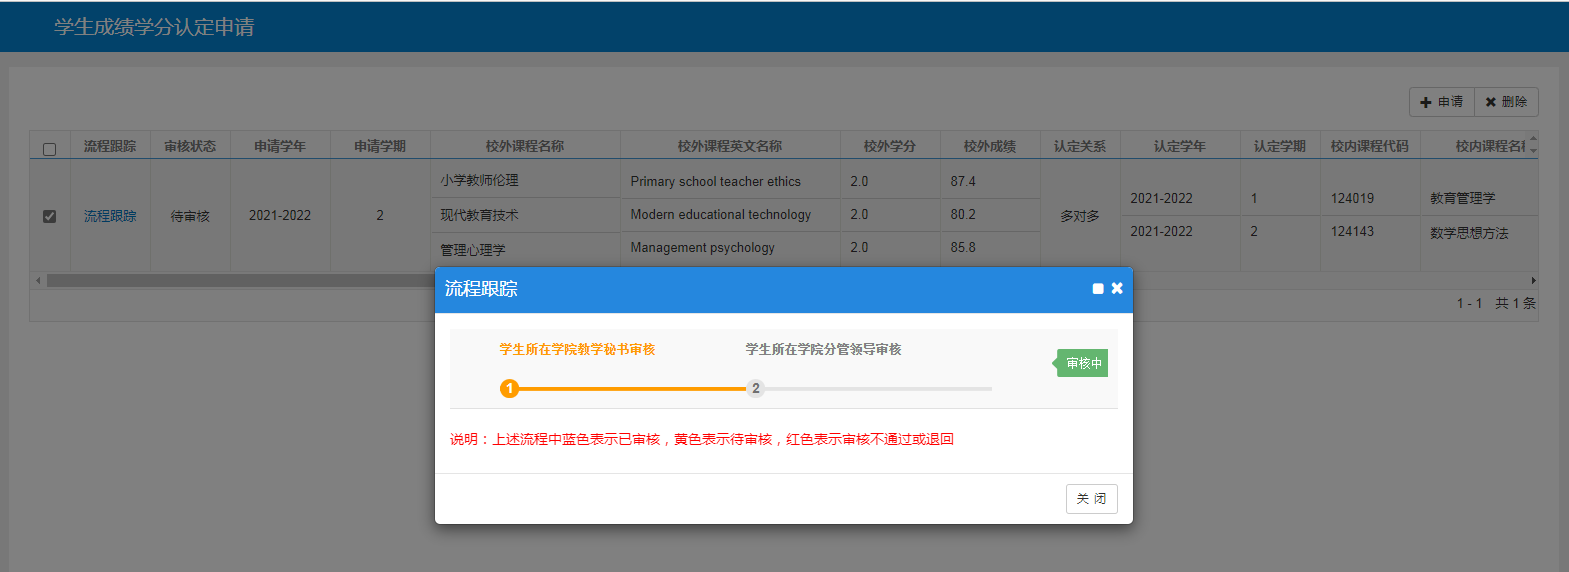 学生成绩学分认定申请
申请 删除
流程跟踪 审核状态 申请学年 申请学期 校外课程名称 校外课程英文名称 校外学分 校外成绩 认定关系 认定学年 认定学期 校内课程代码 校内课程名
流程跟踪 待审核 2021-2022 2
小学教师伦理 Primary school teacher ethics 2.0 87.4
现代教育技术 Modern educational technology 2.0 80.2
管理心理学 Management psychology 2.0 85.8
多对多
2021-2022 1 124019 教育管理学
2021-2022 2 124143 数学思想方法
1 - 1 共 1 条
流程跟踪
学生所在学院教学秘书审核 学生所在学院分管领导审核
审核中
1 2
说明：上述流程中蓝色表示已审核，黄色表示待审核，红色表示审核不通过或退回
关 闭